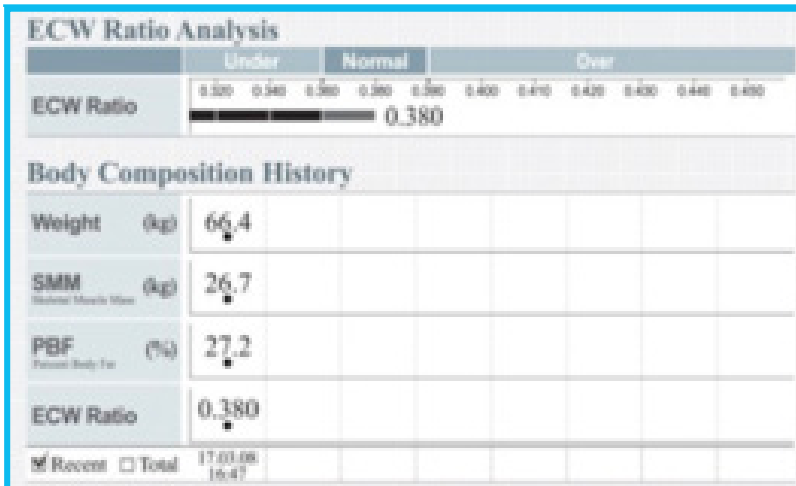 ECW Ratio Analysis
Under Normal Over
0.320 0.340 0.360 0.380 0.390 0.400 0.410 0.420 0.430 0.440 0.450
ECW Ratio
0.380
Body Composition History
Weight (kg) 66.4
SMM (kg) 26.7
Skeletal Muscle Mass
PBF (%) 27.2
Percent Body Fat
ECW Ratio 0.380
Recent Total 17.03.08
16:47